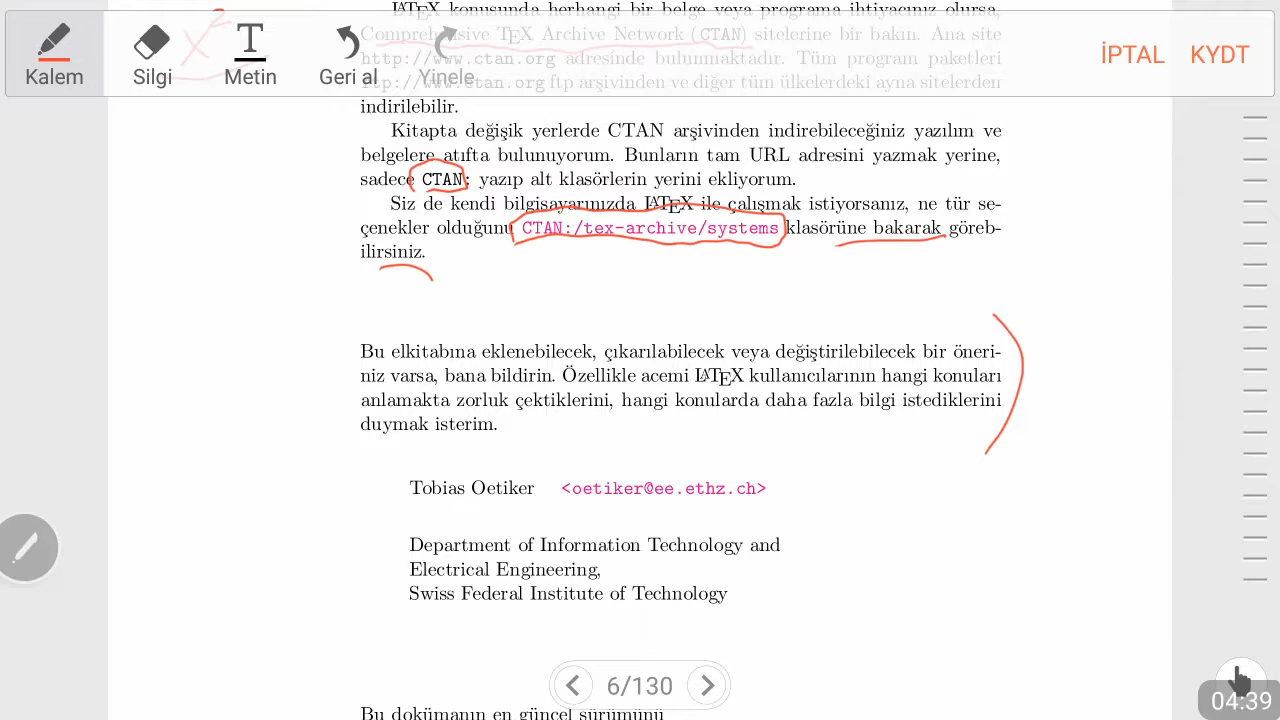 LATEX konusunda herhangi bir belge veya programa ihtiyacınız olursa,
Comprehensive TEX Archive Network (CTAN) sitelerine bir bakın. Ana site
http://www.ctan.org adresinde bulunmaktadır. Tüm program paketleri
ftp://www.ctan.org ftp arşivinden ve diğer tüm ülkelerdeki ayna sitelerden
x²
Kalem
Silgi
Metin
Geri al
Yinele
İPTAL
KYDT
indirilebilir.
Kitapta değişik yerlerde CTAN arşivinden indirebileceğiniz yazılım ve
belgelere atıfta bulunuyorum. Bunların tam URL adresini yazmak yerine,
sadece CTAN: yazıp alt klasörlerin yerini ekliyorum.
Siz de kendi bilgisayarınızda LATEX ile çalışmak istiyorsanız, ne tür se-
çenekler olduğunu CTAN:/tex-archive/systems klasörüne bakarak göreb-
ilirsiniz.
Bu elkitabına eklenebilecek, çıkarılabilecek veya değiştirilebilecek bir öneri-
niz varsa, bana bildirin. Özellikle acemi LATEX kullanıcılarının hangi konuları
anlamakta zorluk çektiklerini, hangi konularda daha fazla bilgi istediklerini
duymak isterim.
Tobias Oetiker <oetiker@ee.ethz.ch>
Department of Information Technology and
Electrical Engineering,
Swiss Federal Institute of Technology
6/130
04:39
Bu dokümanın en güncel sürümünü